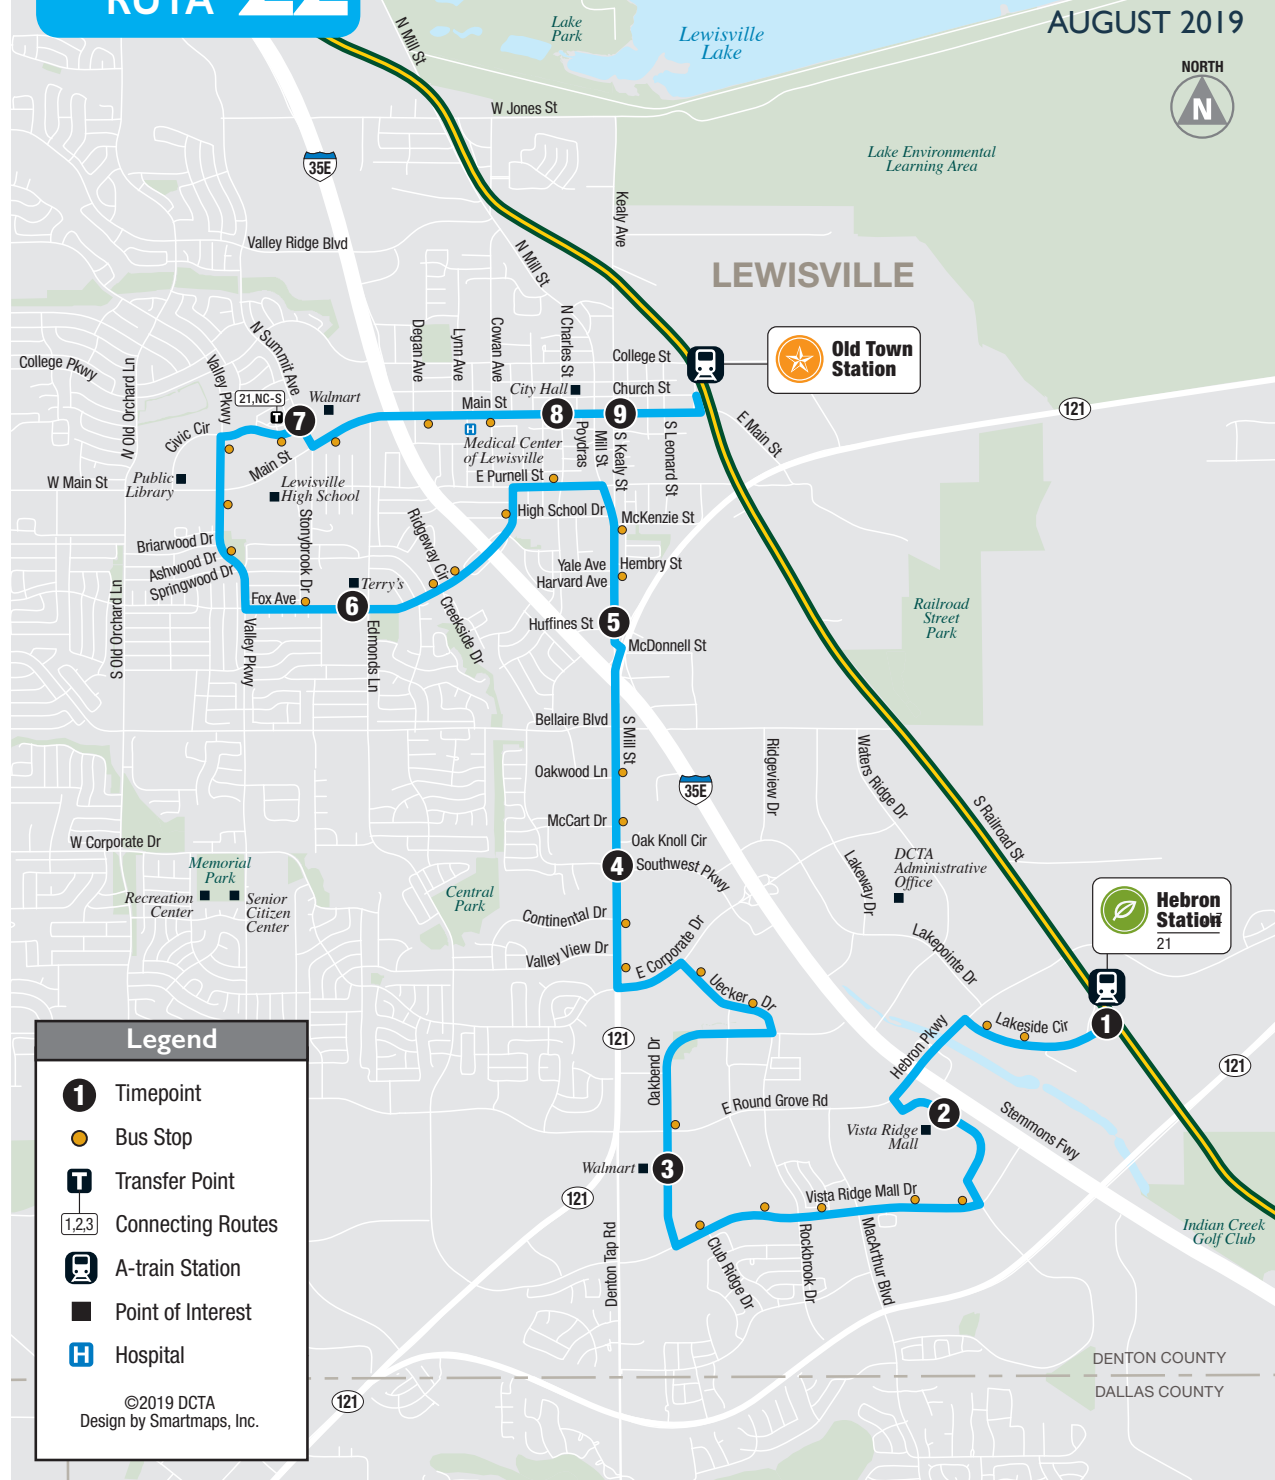 RUTA 22
AUGUST 2019
NORTH
N
N Mill St
Lake
Park
Lewisville
Lake
W Jones St
Lake Environmental
Learning Area
35E
Kealy Ave
Valley Ridge Blvd
N Mill St
LEWISVILLE
N Summit Ave
Degan Ave
Lynn Ave
Cowan Ave
N Charles St
College St
Old Town
Station
College Pkwy
N Old Orchard Ln
Valley Pkwy
Walmart
21,NC-S
T
7
City Hall
Church St
Main St
8
9
121
Civic Cir
Main St
H
Medical Center
of Lewisville
Poydras
Mill St
S Kealy St
S Leonard St
E Main St
W Main St
Public
Library
Lewisville
High School
E Purnell St
High School Dr
McKenzie St
Stonybrook Dr
Ridgeway Cir
Briarwood Dr
Ashwood Dr
Springwood Dr
Yale Ave
Harvard Ave
Hembry St
Terry's
Fox Ave
6
Creekside Dr
Huffines St
5
McDonnell St
Railroad
Street
Park
S Old Orchard Ln
Valley Pkwy
Edmonds Ln
Bellaire Blvd
S Mill St
Ridgeview Dr
Waters Ridge Dr
Oakwood Ln
35E
S Railroad St
McCart Dr
Oak Knoll Cir
W Corporate Dr
Memorial
Park
4
Southwest Pkwy
Lakeway Dr
DCTA
Administrative
Office
Recreation
Center
Senior
Citizen
Center
Central
Park
Hebron
Station
21
Continental Dr
Valley View Dr
E Corporate Dr
Lakepointe Dr
Uecker Dr
Hebron Pkwy
Lakeside Cir
1
121
Oakbend Dr
121
E Round Grove Rd
2
Vista Ridge
Mall
Stemmons Fwy
Walmart
3
121
Vista Ridge Mall Dr
Denton Tap Rd
Club Ridge Dr
Rockbrook Dr
MacArthur Blvd
Indian Creek
Golf Club
DENTON COUNTY
DALLAS COUNTY
121
Legend
1 Timepoint
Bus Stop
T Transfer Point
1,2,3 Connecting Routes
A-train Station
Point of Interest
H Hospital
©2019 DCTA
Design by Smartmaps, Inc.